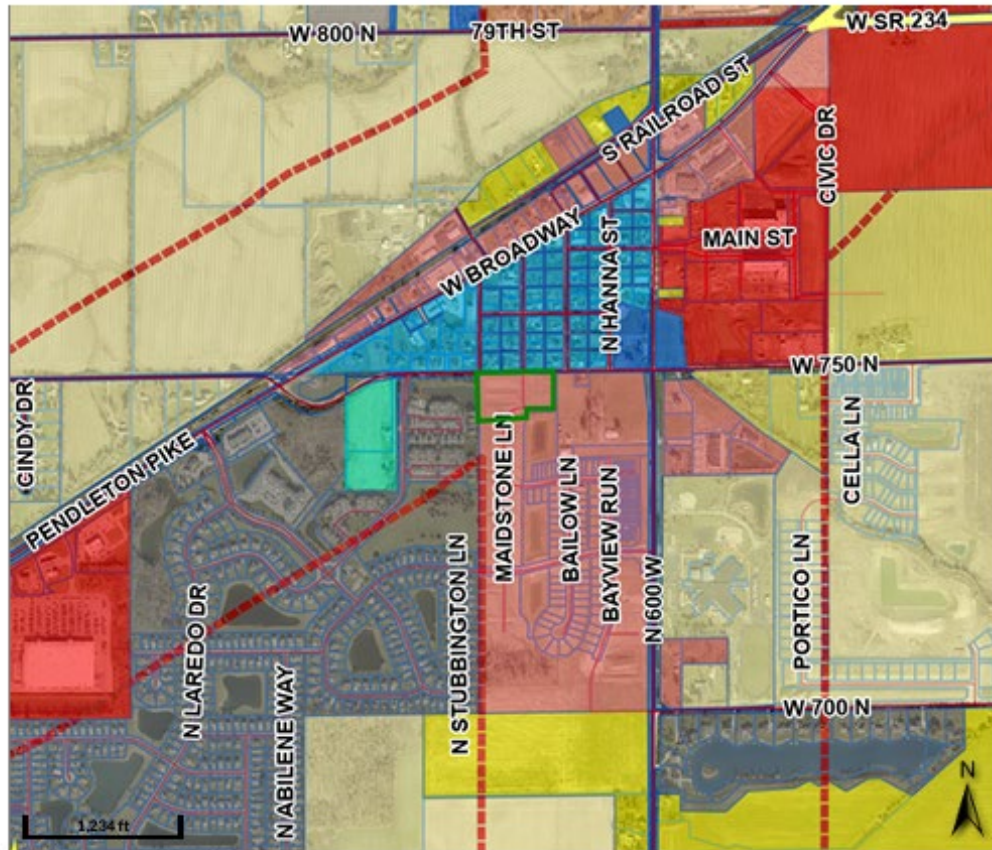 W SR 234
W 800 N
79TH ST
S RAILROAD ST
CIVIC DR
MAIN ST
W BROADWAY
N HANNA ST
W 750 N
CINDY DR
PENDLETON PIKE
CELLA LN
MAIDSTONE LN
BAILOW LN
BAYVIEW RUN
N STUBBINGTON LN
N 600 W
PORTICO LN
N LAREDO DR
N ABILENE WAY
W 700 N
N
1,234 ft